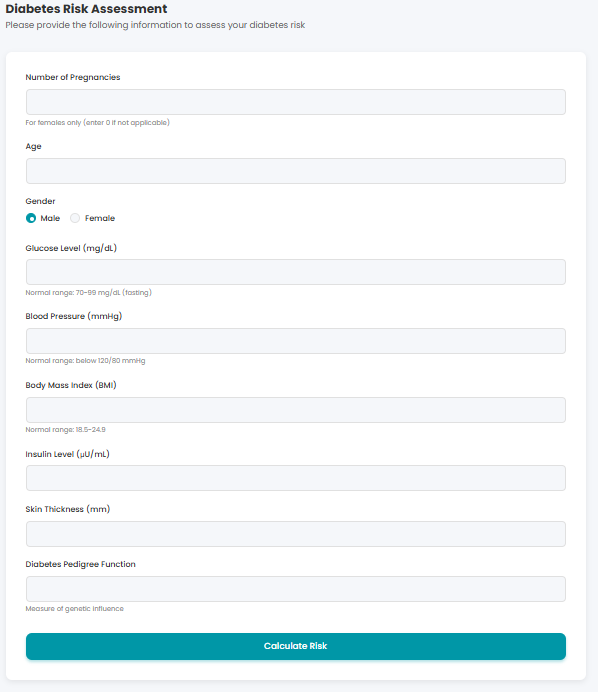 Diabetes Risk Assessment
Please provide the following information to assess your diabetes risk
Number of Pregnancies
For females only (enter 0 if not applicable)
Age
Gender
Male Female
Glucose Level (mg/dL)
Normal range: 70-99 mg/dL (fasting)
Blood Pressure (mmHg)
Normal range: below 120/80 mmHg
Body Mass Index (BMI)
Normal range: 18.5-24.9
Insulin Level (μU/mL)
Skin Thickness (mm)
Diabetes Pedigree Function
Measure of genetic influence
Calculate Risk